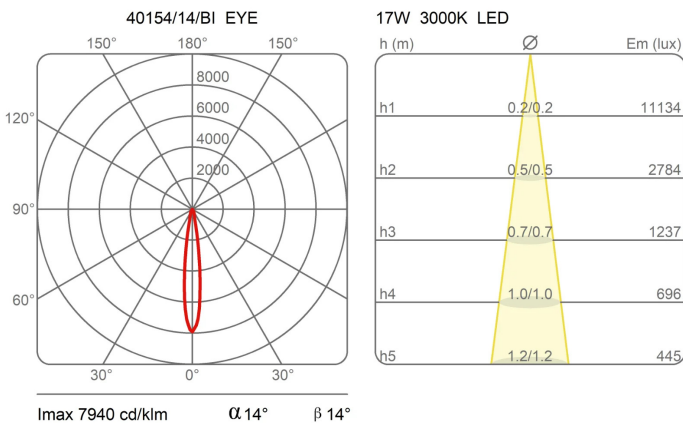 40154/14/BI EYE
150° 180° 150°
8000
6000
4000
2000
120°
90°
60°
30° 0° 30°
Imax 7940 cd/klm α 14° β 14°
17W 3000K LED
h (m) ∅ Em (lux)
h1 0.2/0.2 11134
h2 0.5/0.5 2784
h3 0.7/0.7 1237
h4 1.0/1.0 696
h5 1.2/1.2 445